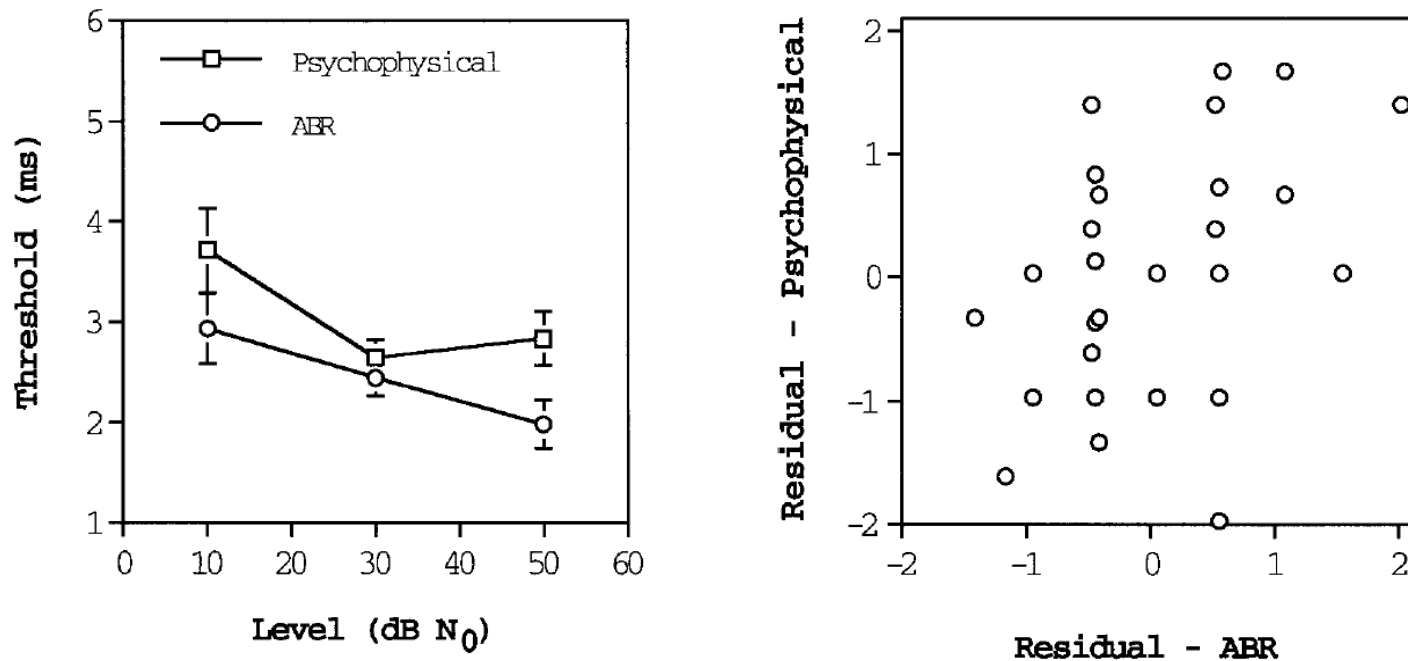 6
5
4
3
2
1
Threshold (ms)
Psychophysical
ABR
0 10 20 30 40 50 60
Level (dB N0)
2
1
0
-1
-2
Residual - Psychophysical
-2 -1 0 1 2
Residual - ABR